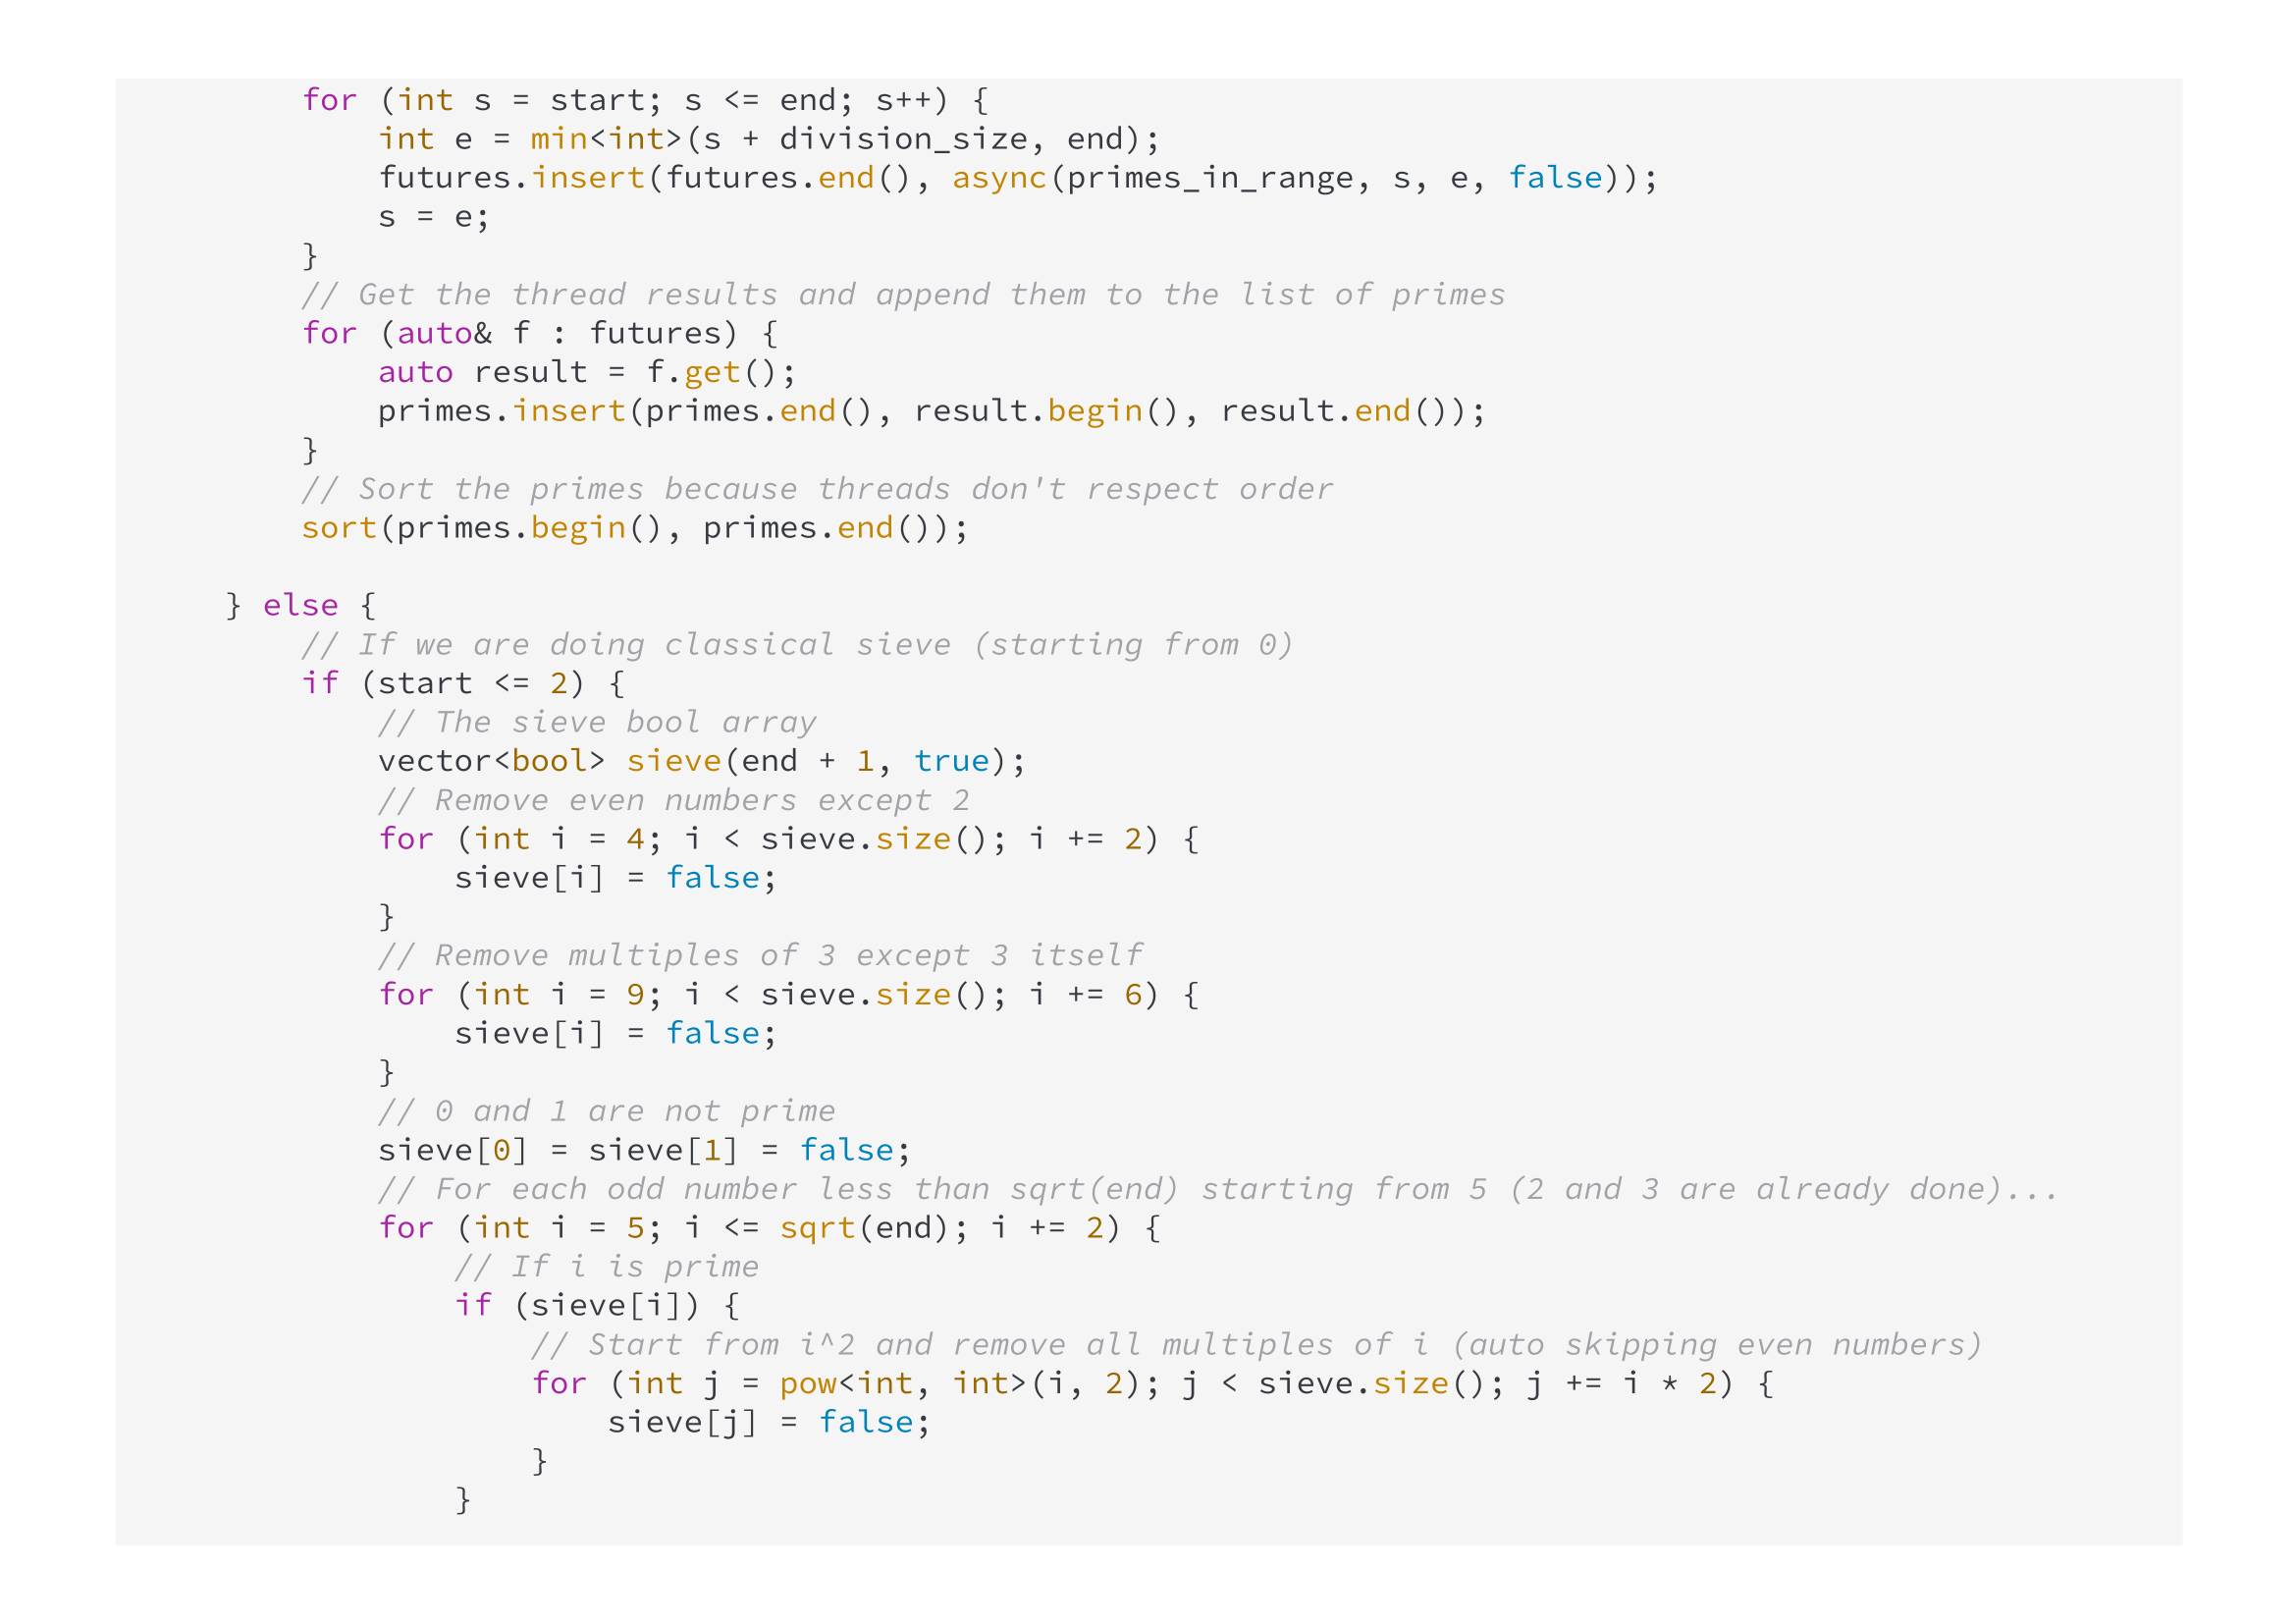 for (int s = start; s <= end; s++) {
int e = min<int>(s + division_size, end);
futures.insert(futures.end(), async(primes_in_range, s, e, false));
s = e;
}
// Get the thread results and append them to the list of primes
for (auto& f : futures) {
auto result = f.get();
primes.insert(primes.end(), result.begin(), result.end());
}
// Sort the primes because threads don't respect order
sort(primes.begin(), primes.end());
} else {
// If we are doing classical sieve (starting from 0)
if (start <= 2) {
// The sieve bool array
vector<bool> sieve(end + 1, true);
// Remove even numbers except 2
for (int i = 4; i < sieve.size(); i += 2) {
sieve[i] = false;
}
// Remove multiples of 3 except 3 itself
for (int i = 9; i < sieve.size(); i += 6) {
sieve[i] = false;
}
// 0 and 1 are not prime
sieve[0] = sieve[1] = false;
// For each odd number less than sqrt(end) starting from 5 (2 and 3 are already done)...
for (int i = 5; i <= sqrt(end); i += 2) {
// If i is prime
if (sieve[i]) {
// Start from i^2 and remove all multiples of i (auto skipping even numbers)
for (int j = pow<int, int>(i, 2); j < sieve.size(); j += i * 2) {
sieve[j] = false;
}
}